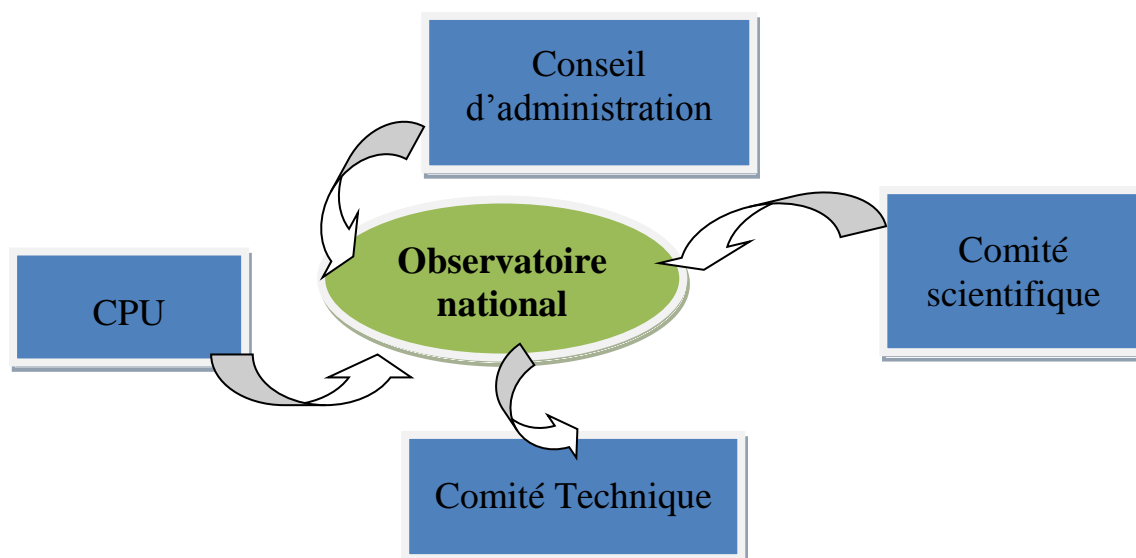 Conseil
d’administration
Observatoire
national
Comité
scientifique
CPU
Comité Technique